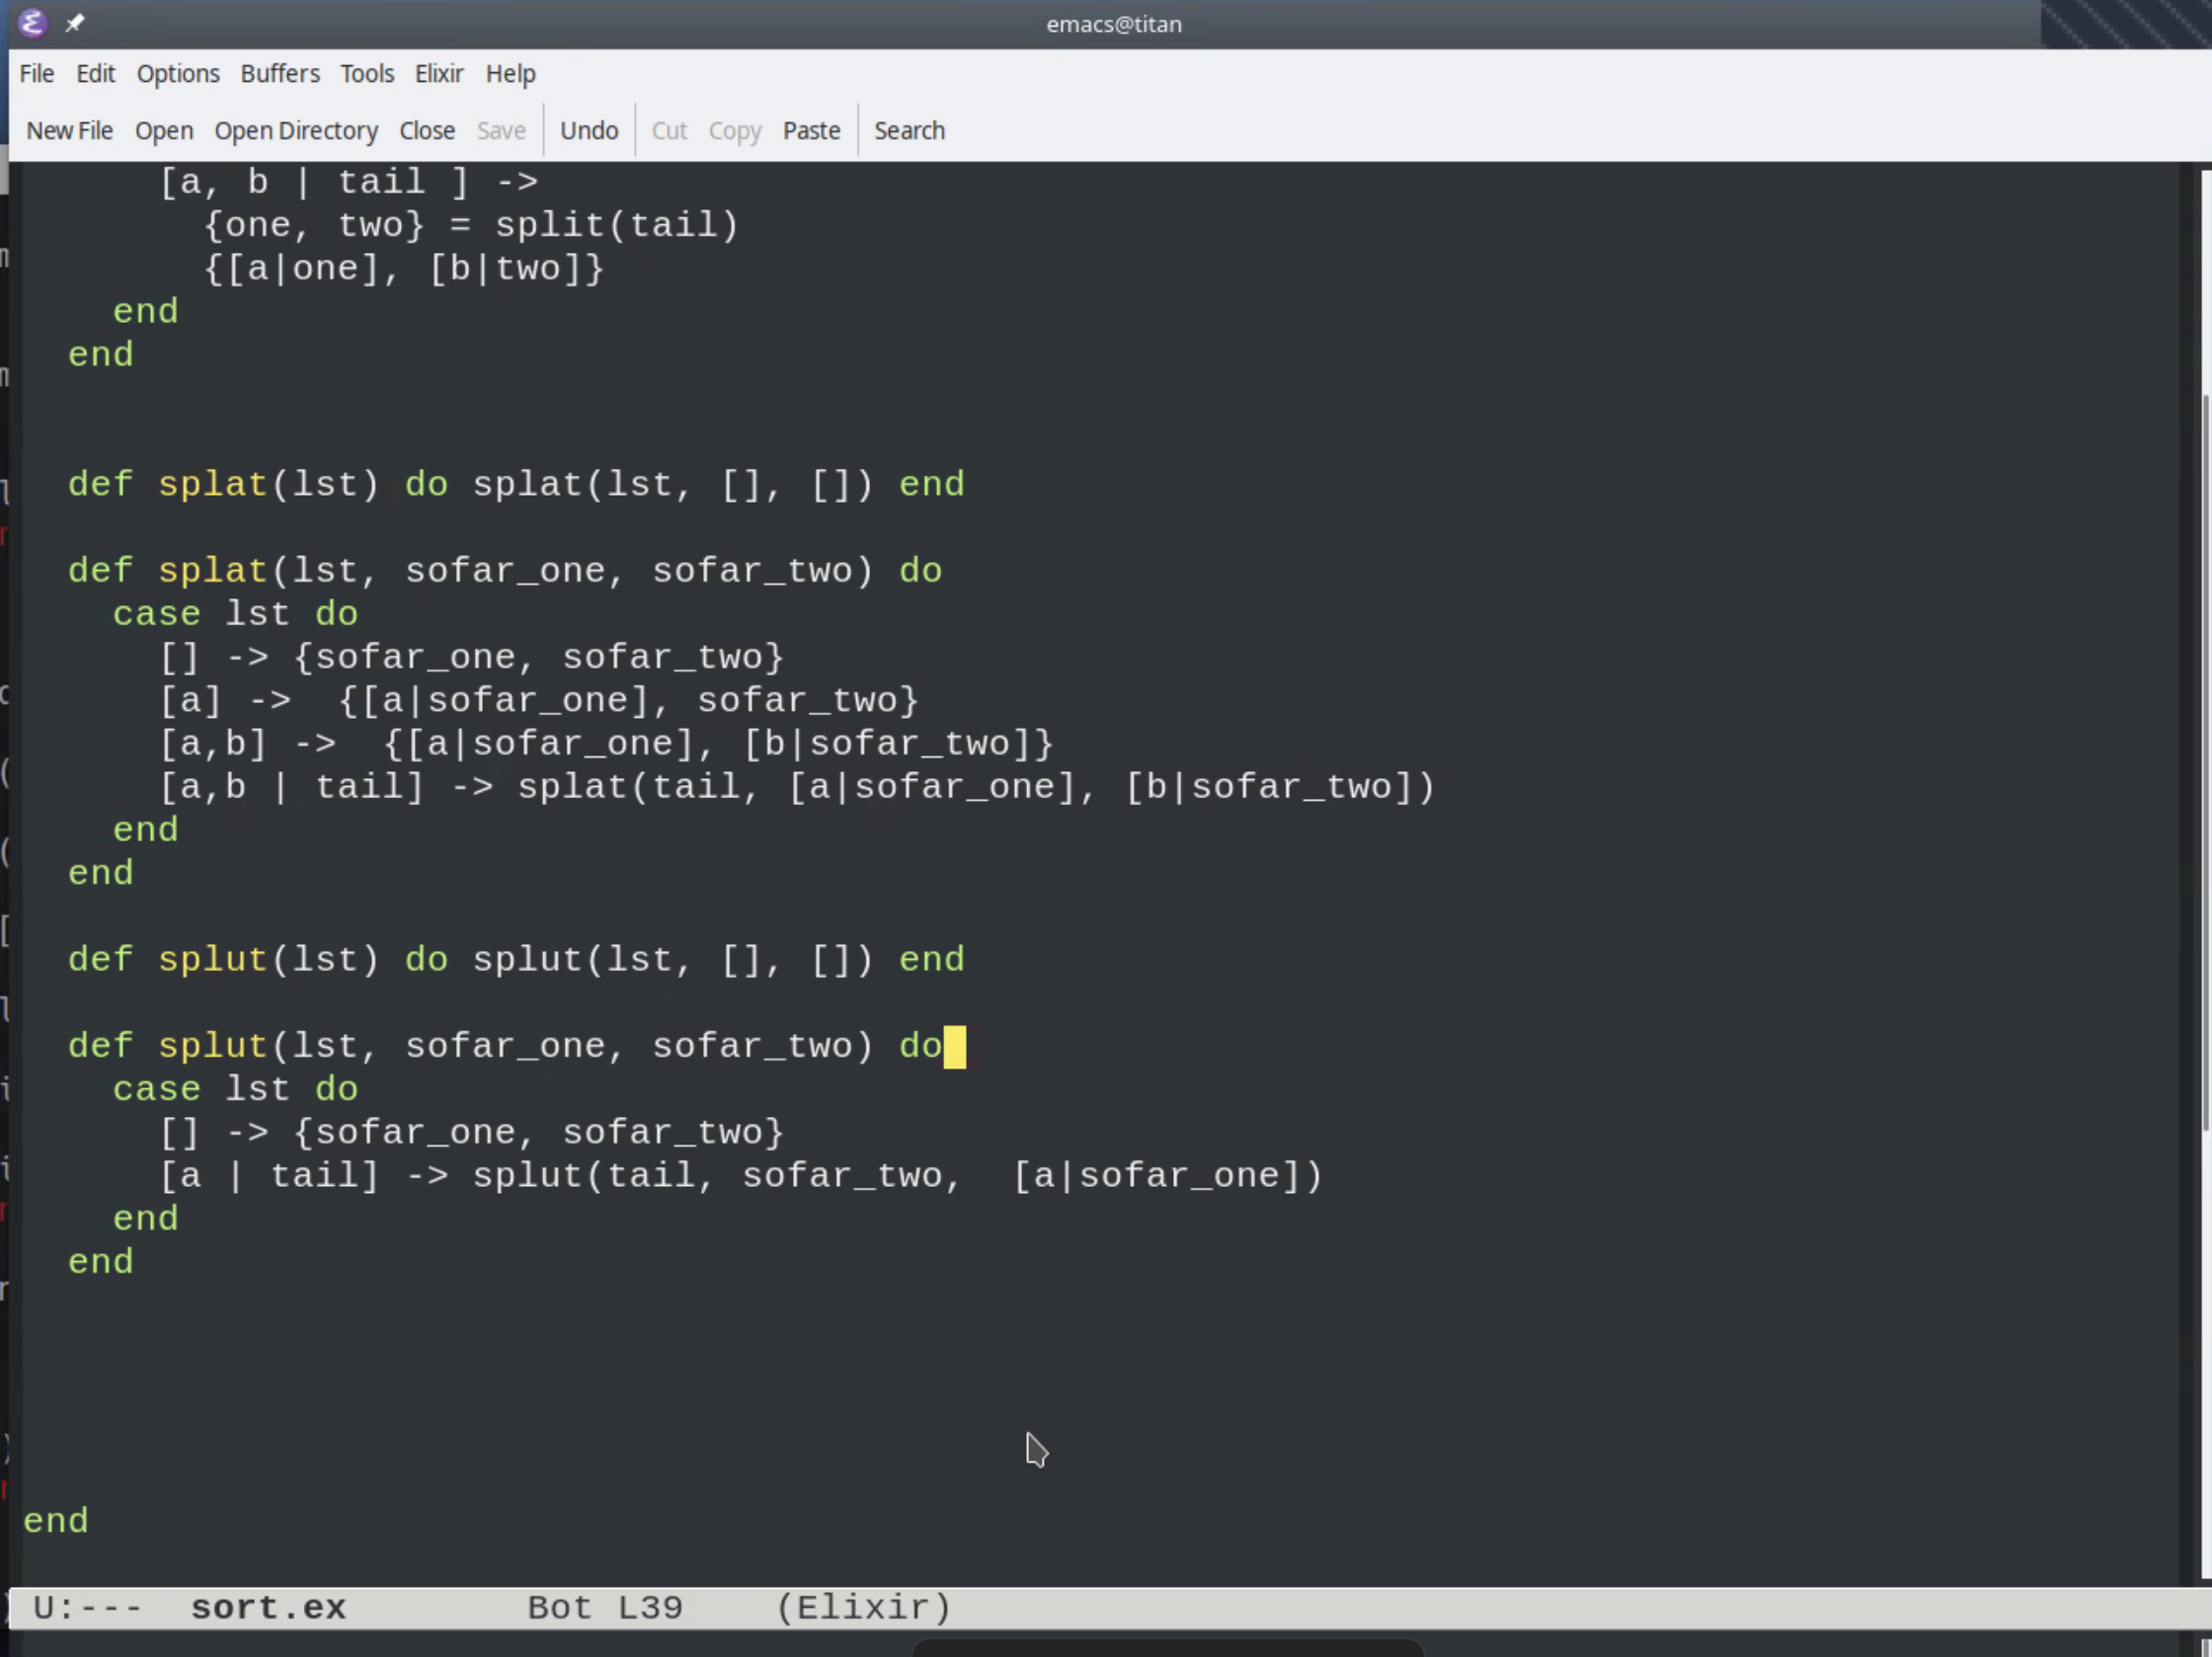 emacs@titan
File Edit Options Buffers Tools Elixir Help
New File Open Open Directory Close Save Undo Cut Copy Paste Search
[a, b | tail ] ->
{one, two} = split(tail)
{[a|one], [b|two]}
end
end
def splat(lst) do splat(lst, [], []) end
def splat(lst, sofar_one, sofar_two) do
case lst do
[] -> {sofar_one, sofar_two}
[a] ->  {[a|sofar_one], sofar_two}
[a,b] ->  {[a|sofar_one], [b|sofar_two]}
[a,b | tail] -> splat(tail, [a|sofar_one], [b|sofar_two])
end
end
def splut(lst) do splut(lst, [], []) end
def splut(lst, sofar_one, sofar_two) do
case lst do
[] -> {sofar_one, sofar_two}
[a | tail] -> splut(tail, sofar_two,  [a|sofar_one])
end
end
end
U:--- sort.ex Bot L39 (Elixir)